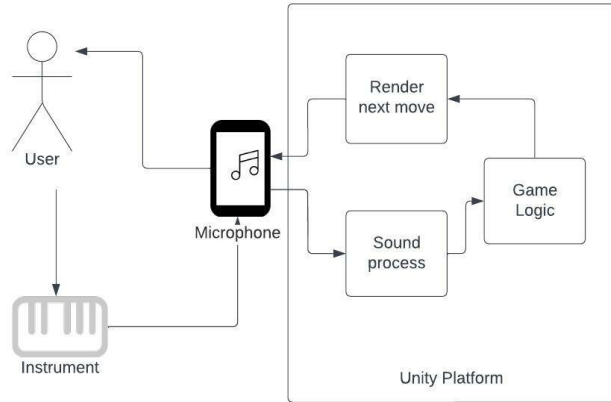 Render
next move
User
Game
Logic
Microphone
Sound
process
Instrument
Unity Platform